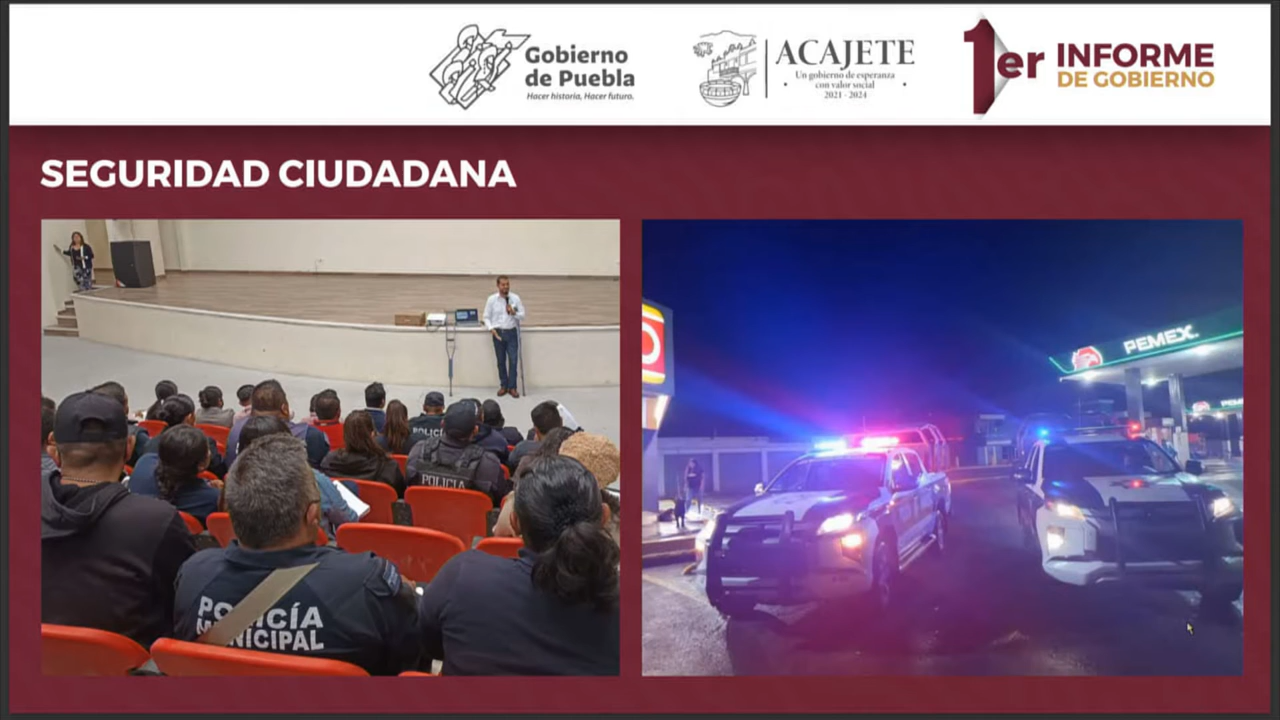 Gobierno
de Puebla
Hacer historia, Hacer futuro.
ACAJETE
Un gobierno de esperanza
con valor social
2021 - 2024
1er INFORME
DE GOBIERNO
SEGURIDAD CIUDADANA
POLICÍA
POLICIA
POLICÍA
MUNICIPAL
PEMEX